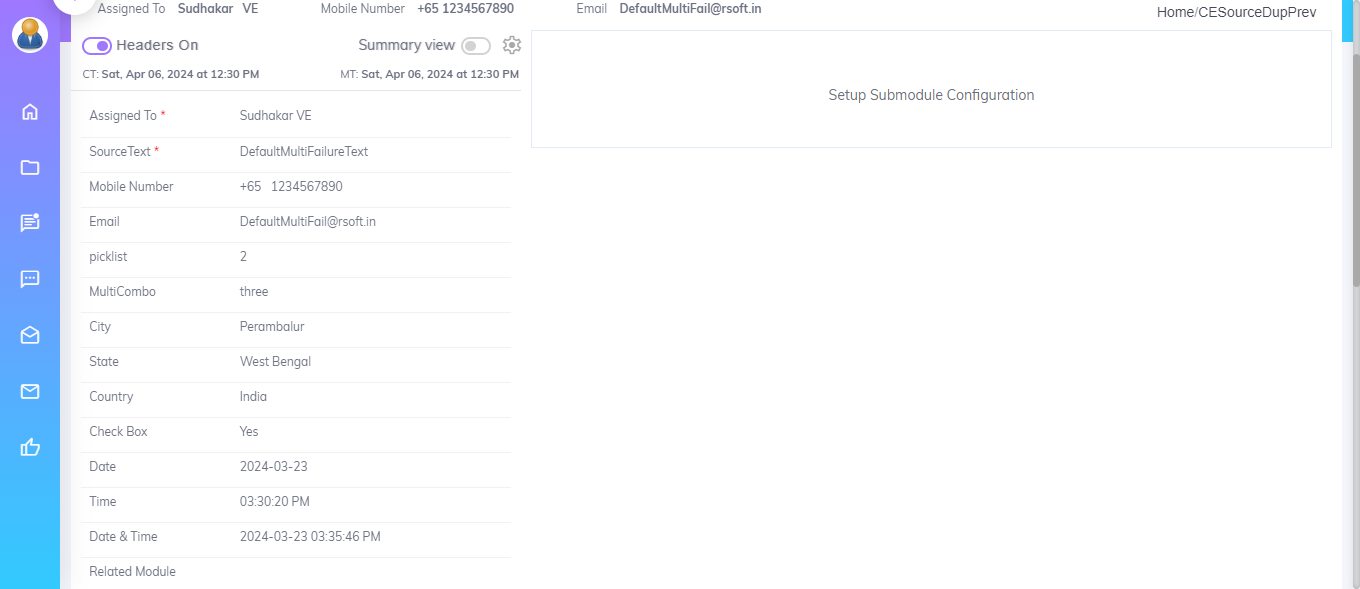 Assigned To Sudhakar VE Mobile Number +65 1234567890 Email DefaultMultiFail@rsoft.in
Home/CESourceDupPrev
Headers On Summary view
CT: Sat, Apr 06, 2024 at 12:30 PM MT: Sat, Apr 06, 2024 at 12:30 PM
Setup Submodule Configuration
Assigned To * Sudhakar VE
SourceText * DefaultMultiFailureText
Mobile Number +65 1234567890
Email DefaultMultiFail@rsoft.in
picklist 2
MultiCombo three
City Perambalur
State West Bengal
Country India
Check Box Yes
Date 2024-03-23
Time 03:30:20 PM
Date & Time 2024-03-23 03:35:46 PM
Related Module